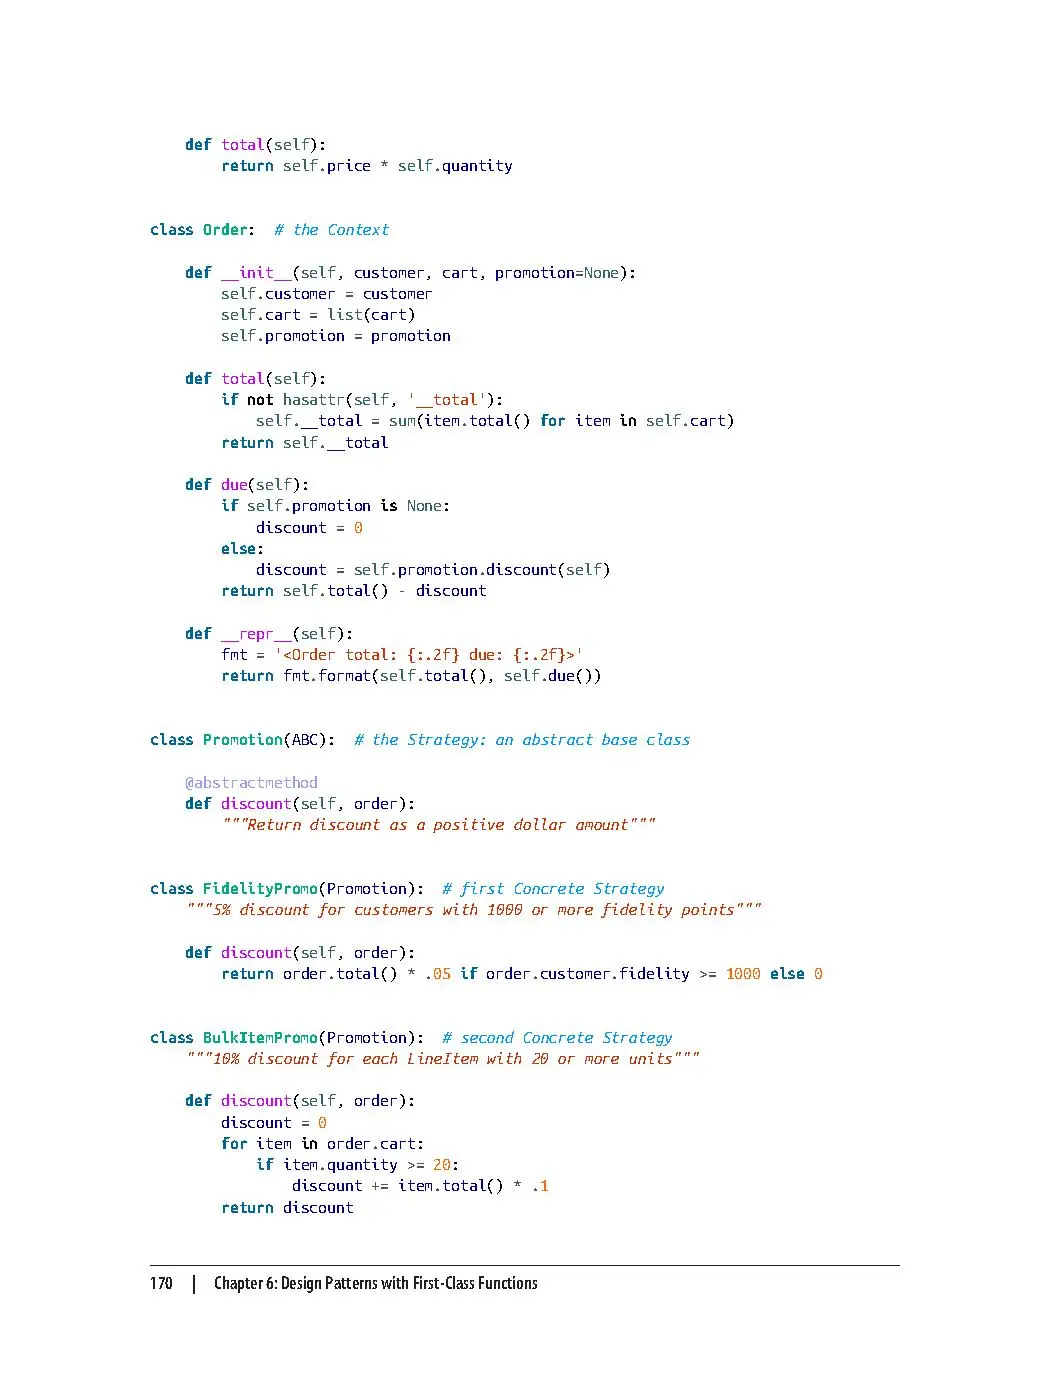 def total(self):
        return self.price * self.quantity


class Order:  # the Context

    def __init__(self, customer, cart, promotion=None):
        self.customer = customer
        self.cart = list(cart)
        self.promotion = promotion

    def total(self):
        if not hasattr(self, '__total'):
            self.__total = sum(item.total() for item in self.cart)
        return self.__total

    def due(self):
        if self.promotion is None:
            discount = 0
        else:
            discount = self.promotion.discount(self)
        return self.total() - discount

    def __repr__(self):
        fmt = '<Order total: {:.2f} due: {:.2f}>'
        return fmt.format(self.total(), self.due())


class Promotion(ABC):  # the Strategy: an abstract base class

    @abstractmethod
    def discount(self, order):
        """Return discount as a positive dollar amount"""


class FidelityPromo(Promotion):  # first Concrete Strategy
    """5% discount for customers with 1000 or more fidelity points"""

    def discount(self, order):
        return order.total() * .05 if order.customer.fidelity >= 1000 else 0


class BulkItemPromo(Promotion):  # second Concrete Strategy
    """10% discount for each LineItem with 20 or more units"""

    def discount(self, order):
        discount = 0
        for item in order.cart:
            if item.quantity >= 20:
                discount += item.total() * .1
        return discount

170 | Chapter 6: Design Patterns with First-Class Functions